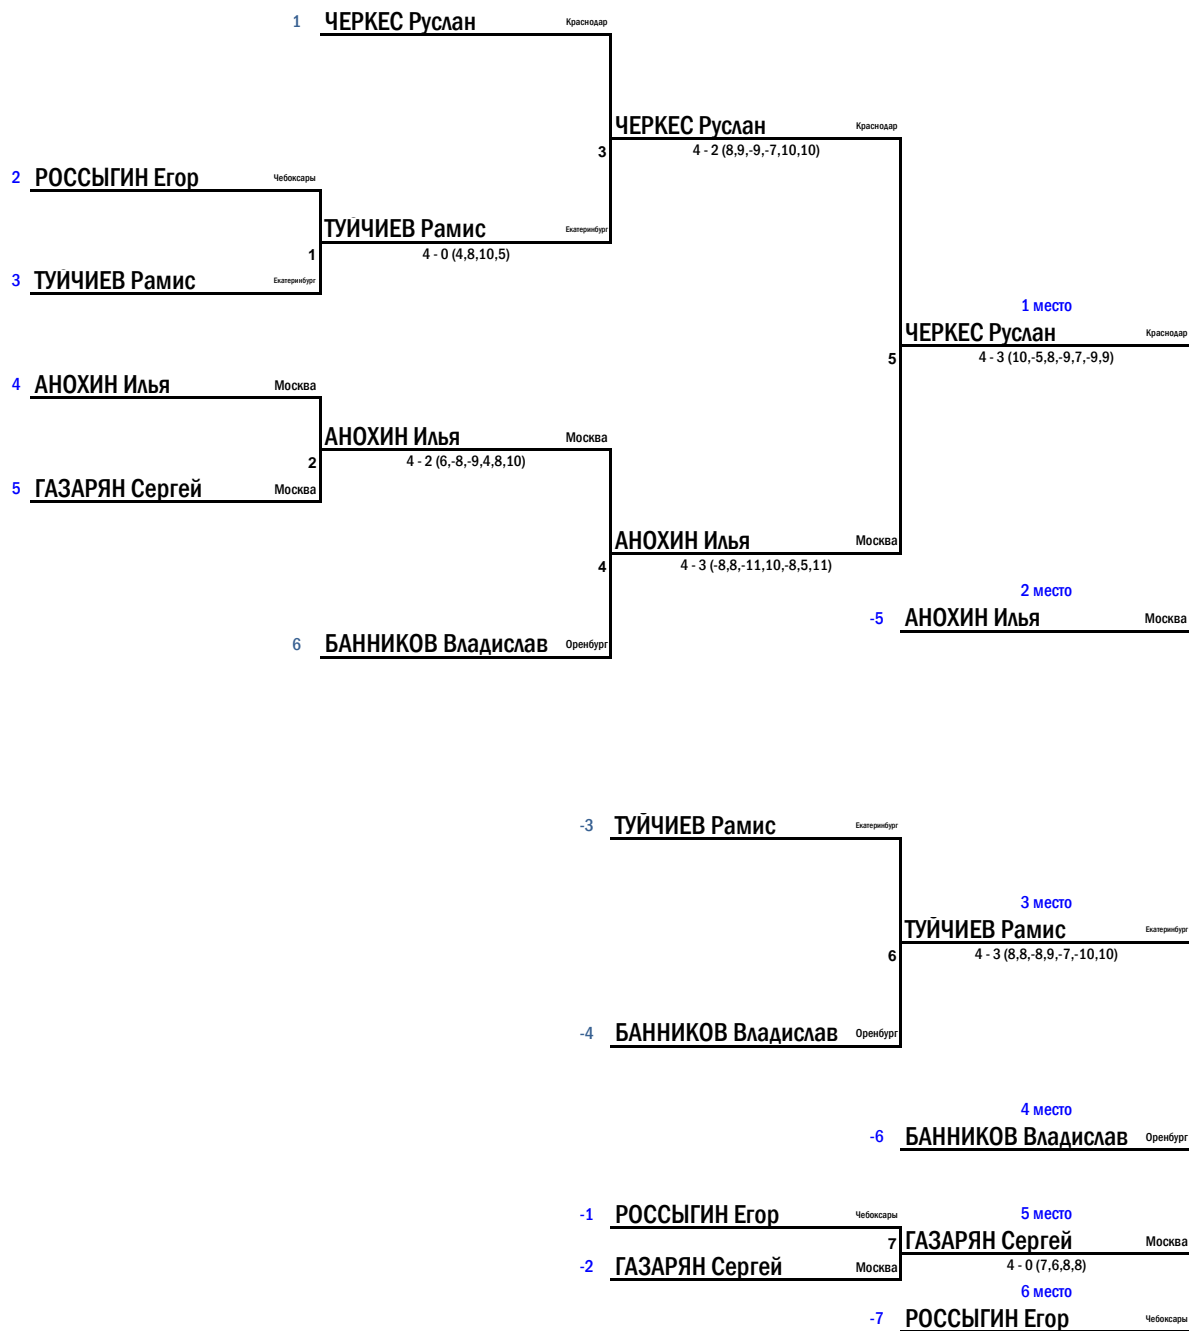 1 ЧЕРКЕС Руслан Краснодар
ЧЕРКЕС Руслан Краснодар
3 4 - 2 (8,9,-9,-7,10,10)
2 РОССЫГИН Егор Чебоксары
ТУЙЧИЕВ Рамис Екатеринбург
1 4 - 0 (4,8,10,5)
3 ТУЙЧИЕВ Рамис Екатеринбург
1 место
ЧЕРКЕС Руслан Краснодар
5 4 - 3 (10,-5,8,-9,7,-9,9)
4 АНОХИН Илья Москва
АНОХИН Илья Москва
2 4 - 2 (6,-8,-9,4,8,10)
5 ГАЗАРЯН Сергей Москва
АНОХИН Илья Москва
4 4 - 3 (-8,8,-11,10,-8,5,11)
2 место
-5 АНОХИН Илья Москва
6 БАННИКОВ Владислав Оренбург
-3 ТУЙЧИЕВ Рамис Екатеринбург
3 место
ТУЙЧИЕВ Рамис Екатеринбург
6 4 - 3 (8,8,-8,9,-7,-10,10)
-4 БАННИКОВ Владислав Оренбург
4 место
-6 БАННИКОВ Владислав Оренбург
-1 РОССЫГИН Егор Чебоксары 5 место
7 ГАЗАРЯН Сергей Москва
-2 ГАЗАРЯН Сергей Москва 4 - 0 (7,6,8,8)
6 место
-7 РОССЫГИН Егор Чебоксары